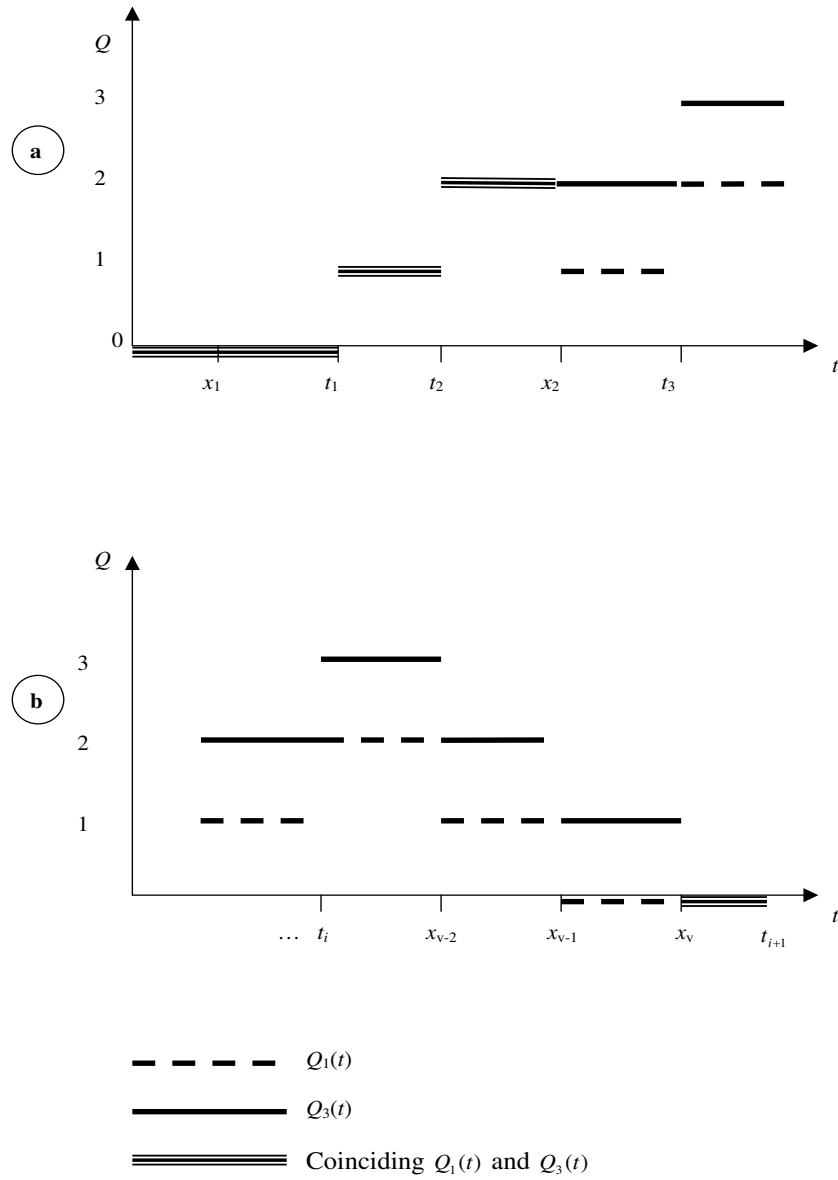 Q
3
a
2
1
0
x1 t1 t2 x2 t3
t
Q
3
b
2
1
t
... ti xv-2 xv-1 xv ti+1
Q1(t)
Q3(t)
Coinciding Q1(t) and Q3(t)